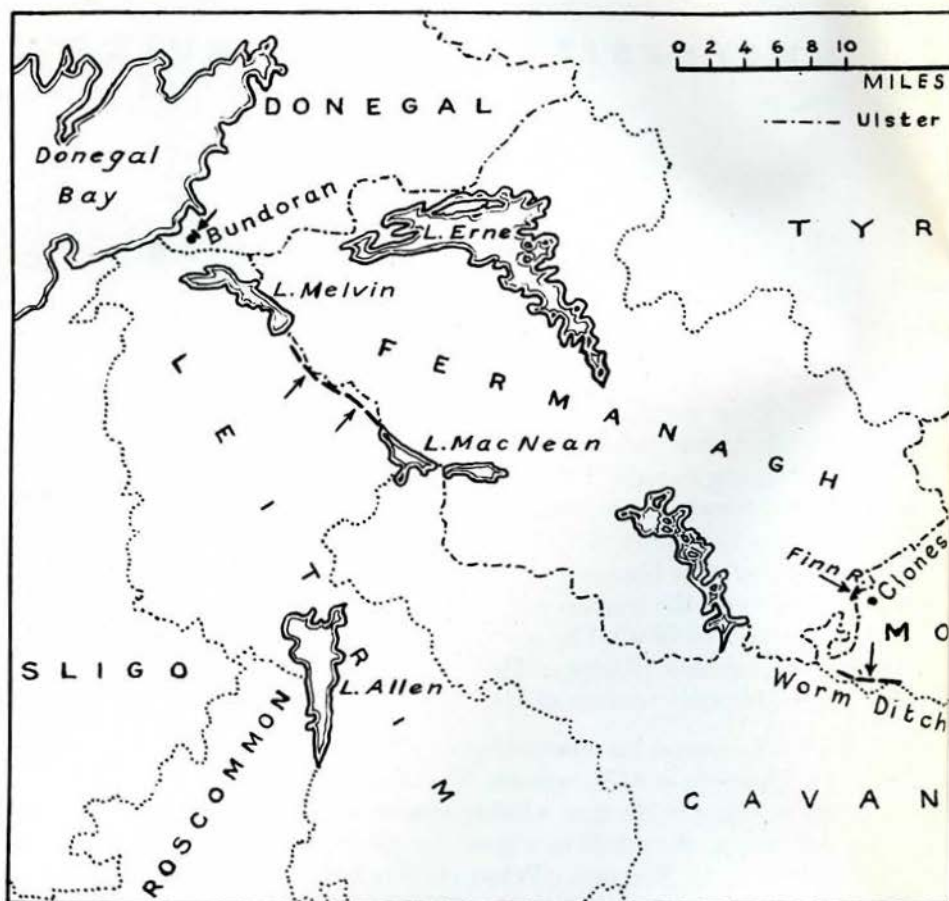 0 2 4 6 8 10
MILES
Ulster
DONEGAL
Donegal
Bay
Bundoran
L. Erne
TYR
L. Melvin
FERMANAGH
LEITRIM
L. MacNean
Finn R.
Clones
MO
SLIGO
L. Allen
Worm Ditch
ROSCOMMON
CAVAN